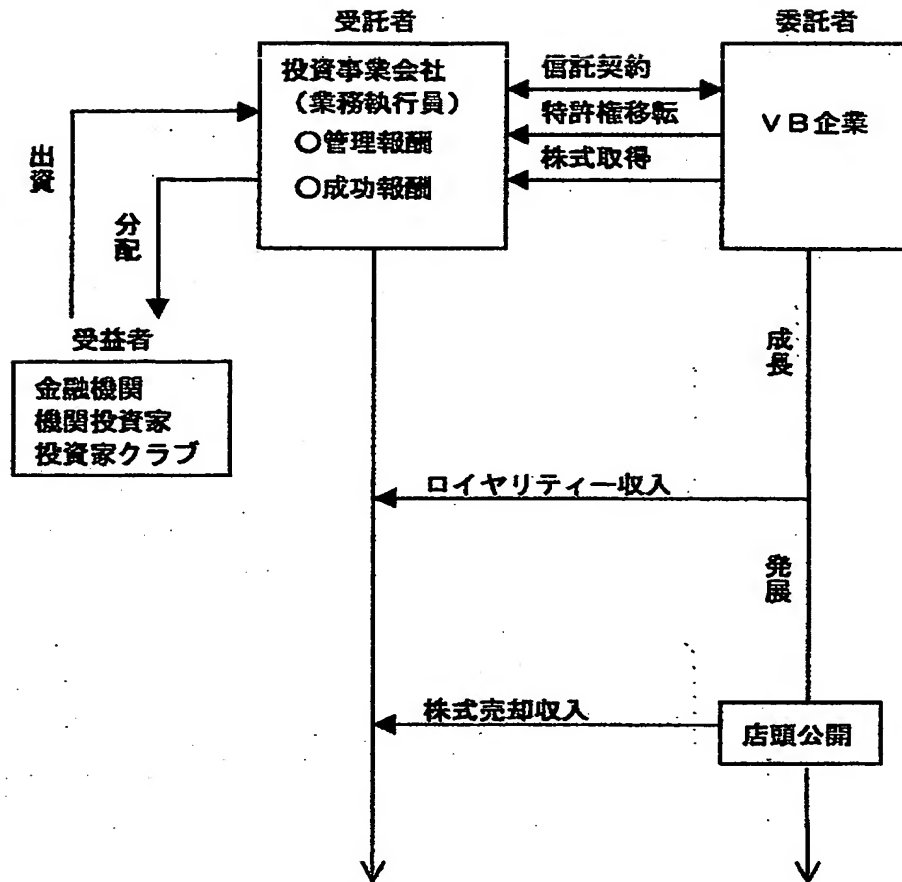 受託者
委託者
投資事業会社
(業務執行員)
○管理報酬
○成功報酬
信託契約
特許権移転
株式取得
VB企業
出資
分配
受益者
金融機関
機関投資家
投資家クラブ
成長
ロイヤリティー収入
発展
株式売却収入
店頭公開